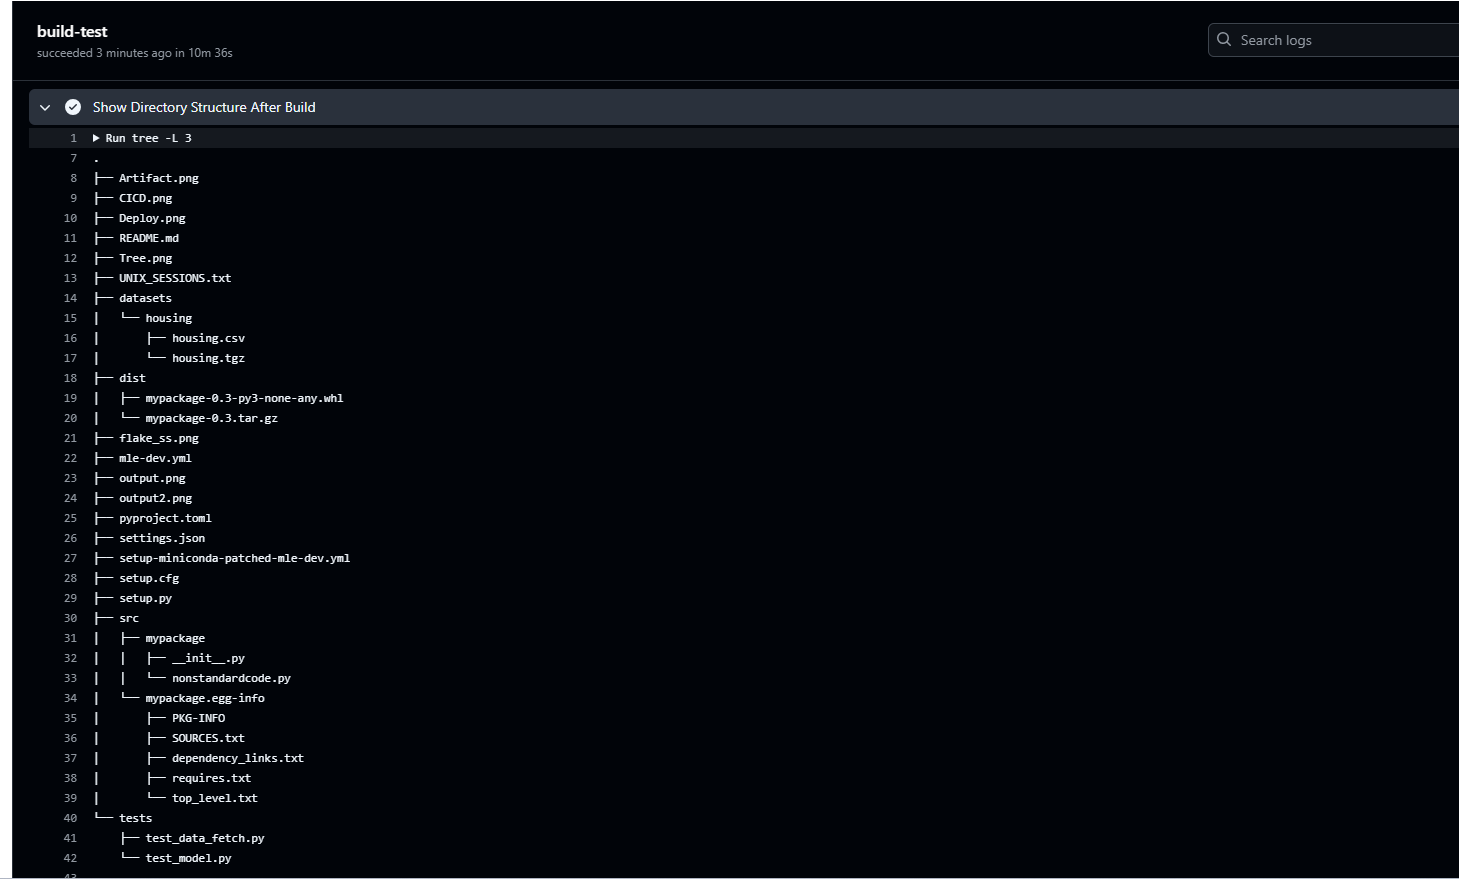 build-test
succeeded 3 minutes ago in 10m 36s
Search logs
Show Directory Structure After Build
1 ▶ Run tree -L 3
7 .
8 ├── Artifact.png
9 ├── CICD.png
10 ├── Deploy.png
11 ├── README.md
12 ├── Tree.png
13 ├── UNIX_SESSIONS.txt
14 ├── datasets
15 │   └── housing
16 │       ├── housing.csv
17 │       └── housing.tgz
18 ├── dist
19 │   ├── mypackage-0.3-py3-none-any.whl
20 │   └── mypackage-0.3.tar.gz
21 ├── flake_ss.png
22 ├── mle-dev.yml
23 ├── output.png
24 ├── output2.png
25 ├── pyproject.toml
26 ├── settings.json
27 ├── setup-miniconda-patched-mle-dev.yml
28 ├── setup.cfg
29 ├── setup.py
30 ├── src
31 │   ├── mypackage
32 │   │   ├── __init__.py
33 │   │   └── nonstandardcode.py
34 │   └── mypackage.egg-info
35 │       ├── PKG-INFO
36 │       ├── SOURCES.txt
37 │       ├── dependency_links.txt
38 │       ├── requires.txt
39 │       └── top_level.txt
40 └── tests
41     ├── test_data_fetch.py
42     └── test_model.py
43